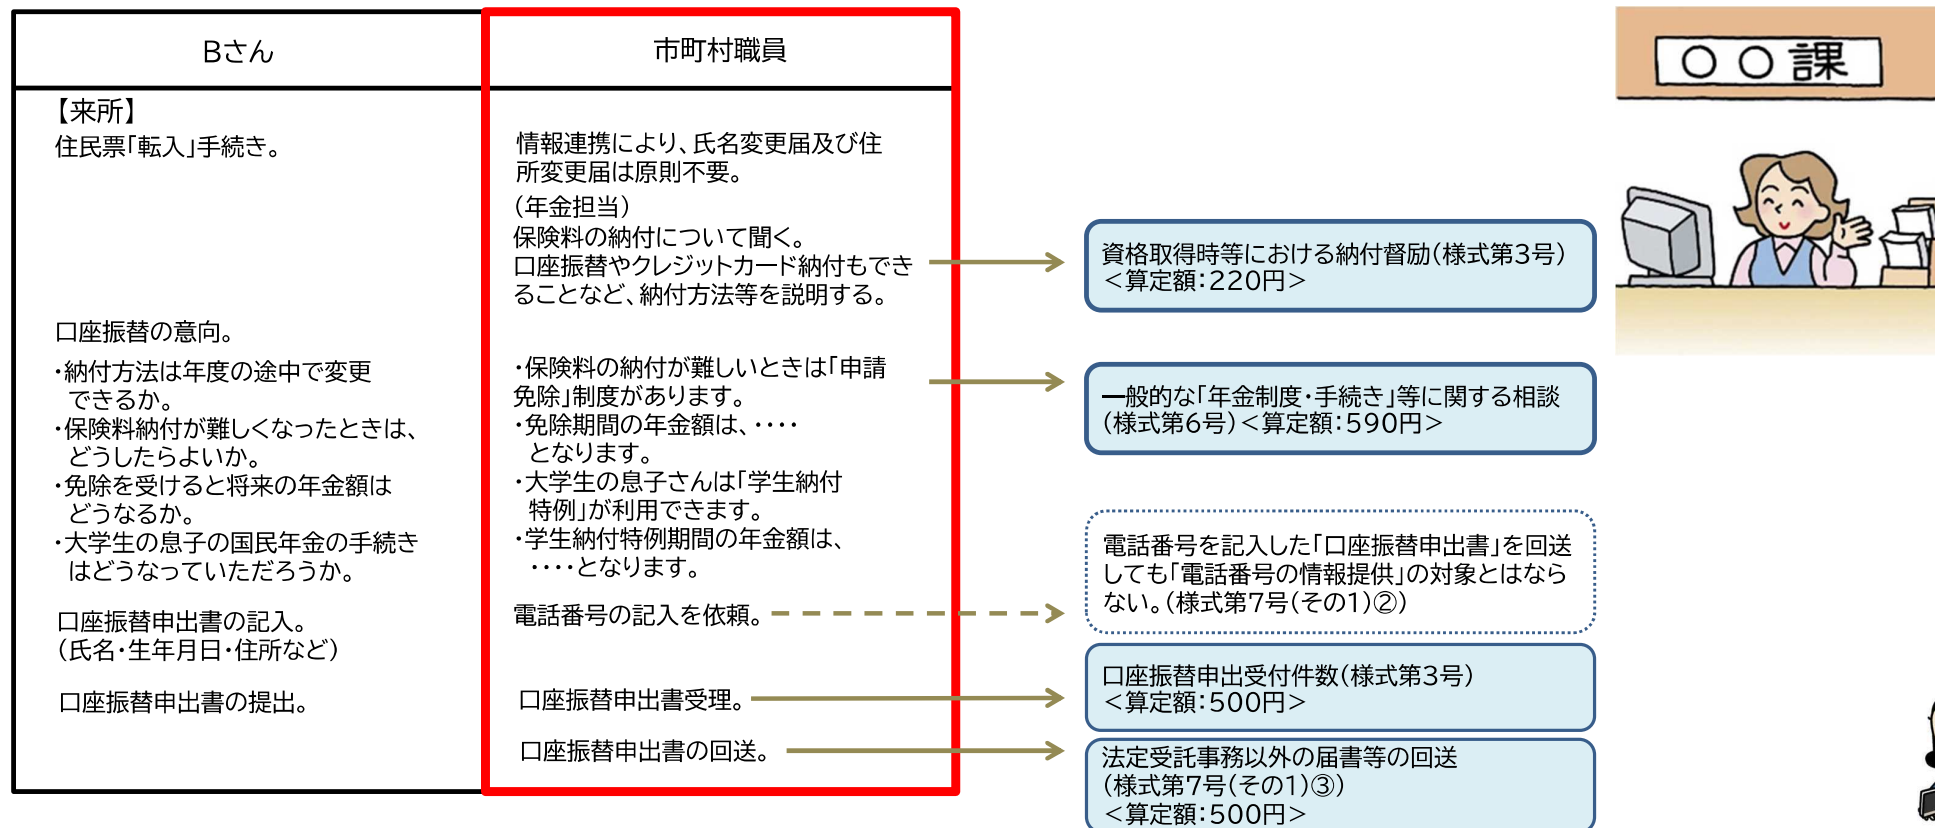 Bさん
市町村職員
【来所】
住民票「転入」手続き。
口座振替の意向。
・納付方法は年度の途中で変更
できるか。
・保険料納付が難しくなったときは、
どうしたらよいか。
・免除を受けると将来の年金額は
どうなるか。
・大学生の息子の国民年金の手続き
はどうなっていただろうか。
口座振替申出書の記入。
(氏名・生年月日・住所など)
口座振替申出書の提出。
情報連携により、氏名変更届及び住
所変更届は原則不要。
(年金担当)
保険料の納付について聞く。
口座振替やクレジットカード納付もでき
ることなど、納付方法等を説明する。
・保険料の納付が難しいときは「申請
免除」制度があります。
・免除期間の年金額は、・・・・
となります。
・大学生の息子さんは「学生納付
特例」が利用できます。
・学生納付特例期間の年金額は、
・・・・となります。
電話番号の記入を依頼。
口座振替申出書受理。
口座振替申出書の回送。
資格取得時等における納付督励(様式第3号)
<算定額:220円>
一般的な「年金制度・手続き」等に関する相談
(様式第6号)<算定額:590円>
電話番号を記入した「口座振替申出書」を回送
しても「電話番号の情報提供」の対象とはなら
ない。(様式第7号(その1)②)
口座振替申出受付件数(様式第3号)
<算定額:500円>
法定受託事務以外の届書等の回送
(様式第7号(その1)③)
<算定額:500円>
○○課